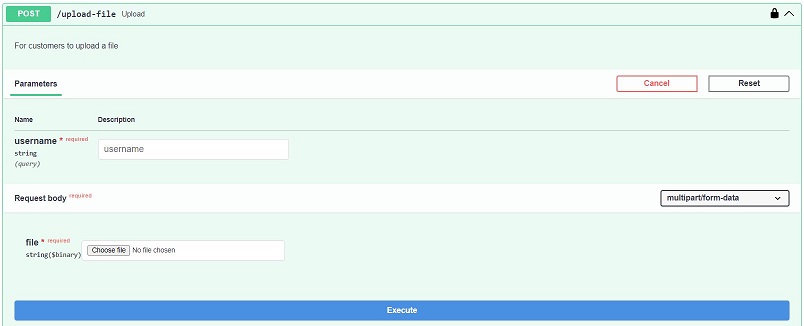 POST /upload-file Upload
For customers to upload a file
Parameters Cancel Reset
Name Description
username * required
string
(query)
username
Request body required multipart/form-data
file * required
string($binary)
Choose file No file chosen
Execute